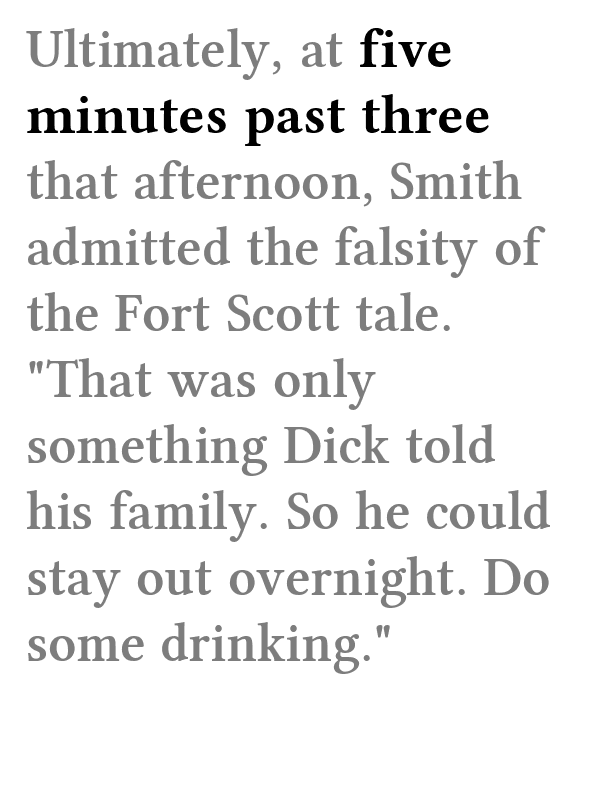 Ultimately, at five
minutes past three
that afternoon, Smith
admitted the falsity of
the Fort Scott tale.
"That was only
something Dick told
his family. So he could
stay out overnight. Do
some drinking."